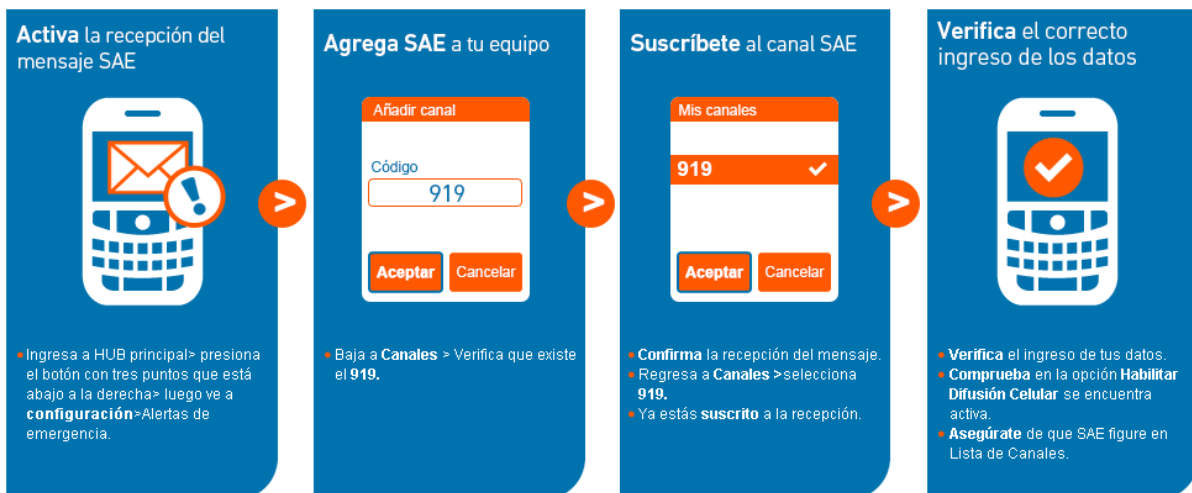 Activa la recepción del
mensaje SAE
• Ingresa a HUB principal> presiona
el botón con tres puntos que está
abajo a la derecha> luego ve a
configuración>Alertas de
emergencia.
>
Agrega SAE a tu equipo
Añadir canal
Código
919
Aceptar Cancelar
• Baja a Canales > Verifica que existe
el 919.
>
Suscríbete al canal SAE
Mis canales
919
Aceptar Cancelar
• Confirma la recepción del mensaje.
• Regresa a Canales >selecciona
919.
• Ya estás suscrito a la recepción.
>
Verifica el correcto
ingreso de los datos
• Verifica el ingreso de tus datos.
• Comprueba en la opción Habilitar
Difusión Celular se encuentra
activa.
• Asegúrate de que SAE figure en
Lista de Canales.